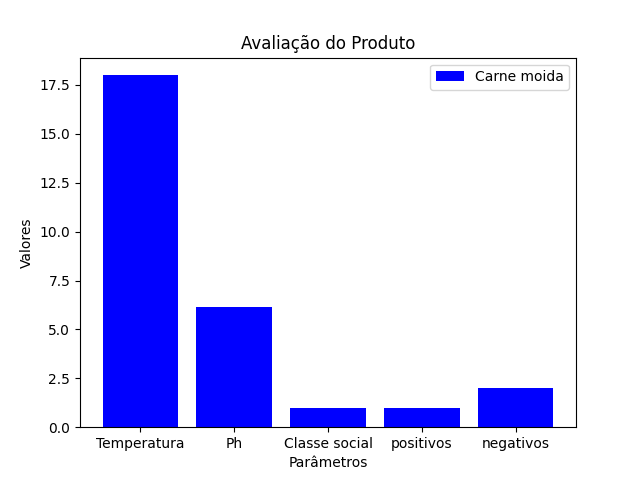 Avaliação do Produto
Carne moida
Valores
17.5
15.0
12.5
10.0
7.5
5.0
2.5
0.0
Temperatura Ph Classe social positivos negativos
Parâmetros